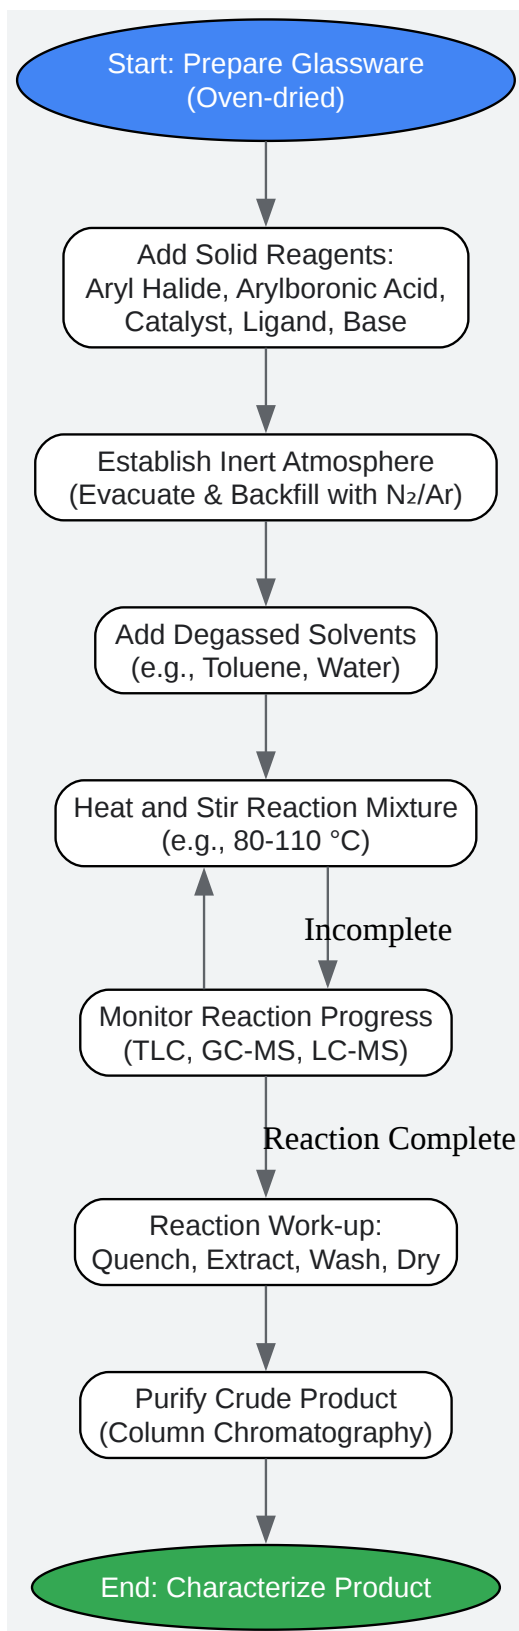 Start: Prepare Glassware
(Oven-dried)
Add Solid Reagents:
Aryl Halide, Arylboronic Acid,
Catalyst, Ligand, Base
Establish Inert Atmosphere
(Evacuate & Backfill with N₂/Ar)
Add Degassed Solvents
(e.g., Toluene, Water)
Heat and Stir Reaction Mixture
(e.g., 80-110 °C)
Incomplete
Monitor Reaction Progress
(TLC, GC-MS, LC-MS)
Reaction Complete
Reaction Work-up:
Quench, Extract, Wash, Dry
Purify Crude Product
(Column Chromatography)
End: Characterize Product